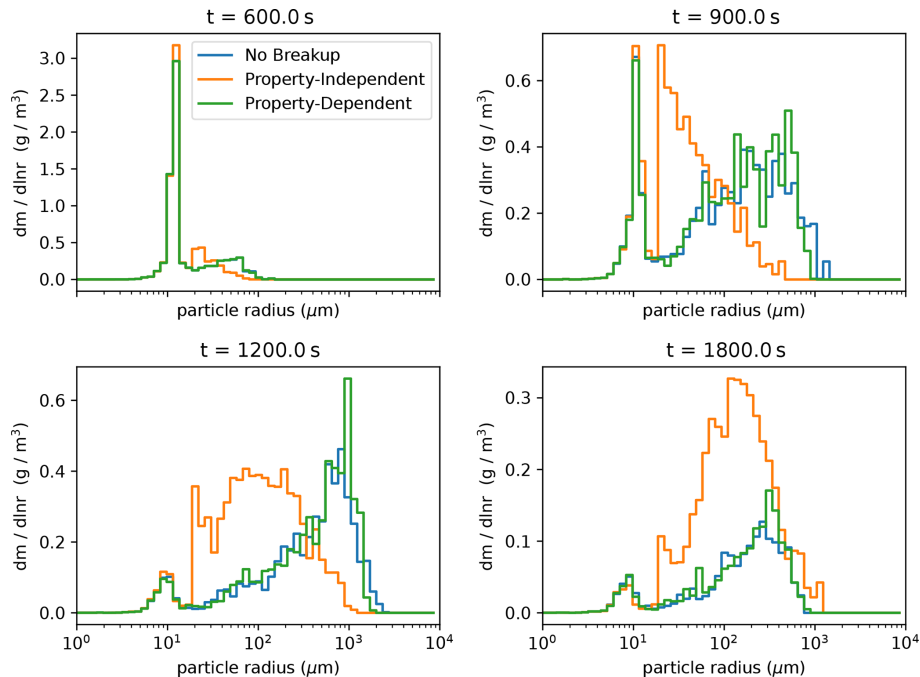 t = 600.0 s
dm / dlnr (g / m³)
3.0
2.5
2.0
1.5
1.0
0.5
0.0
No Breakup
Property-Independent
Property-Dependent
particle radius (μm)
t = 900.0 s
dm / dlnr (g / m³)
0.6
0.4
0.2
0.0
particle radius (μm)
t = 1200.0 s
dm / dlnr (g / m³)
0.6
0.4
0.2
0.0
10⁰ 10¹ 10² 10³ 10⁴
particle radius (μm)
t = 1800.0 s
dm / dlnr (g / m³)
0.3
0.2
0.1
0.0
10⁰ 10¹ 10² 10³ 10⁴
particle radius (μm)